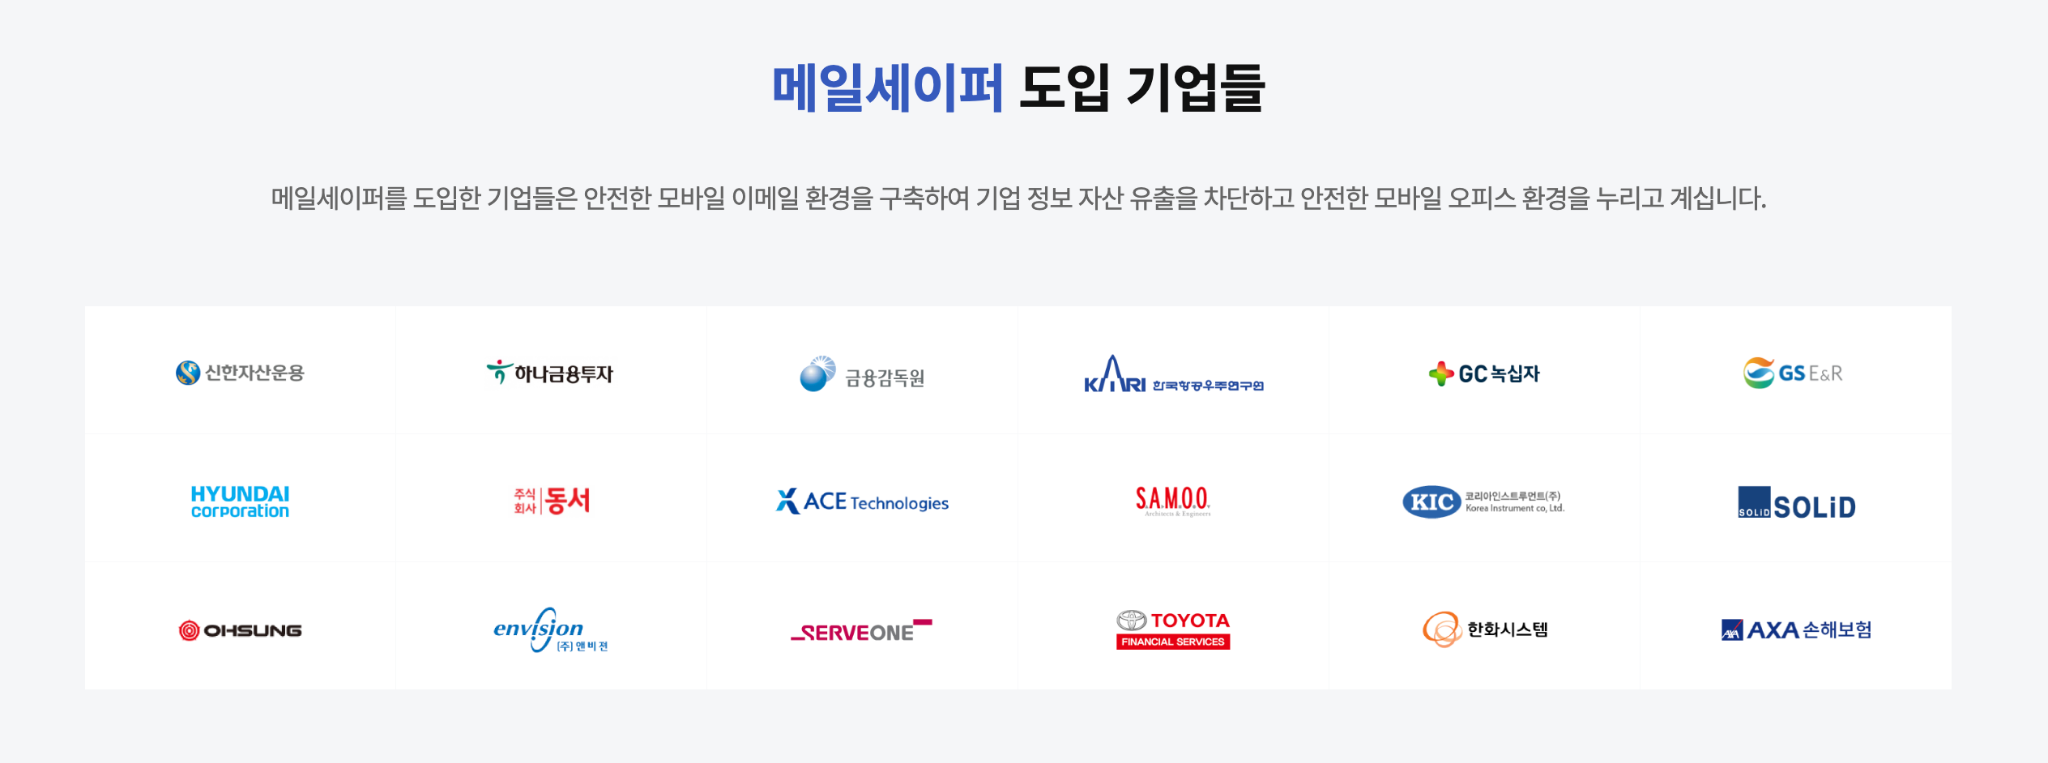 메일세이퍼 도입 기업들
메일세이퍼를 도입한 기업들은 안전한 모바일 이메일 환경을 구축하여 기업 정보 자산 유출을 차단하고 안전한 모바일 오피스 환경을 누리고 계십니다.
신한자산운용
하나금융투자
금융감독원
KARI 한국항공우주연구원
GC 녹십자
GS E&R
HYUNDAI
corporation
주식
회사
동서
ACE Technologies
S.A.M.O.O.
Architects & Engineers
KIC
코리아인스트루먼트(주)
Korea Instrument co, Ltd.
SOLiD
SOLiD
OHSUNG
envision
(주)앤비젼
SERVEONE
TOYOTA
FINANCIAL SERVICES
한화시스템
AXA
AXA 손해보험